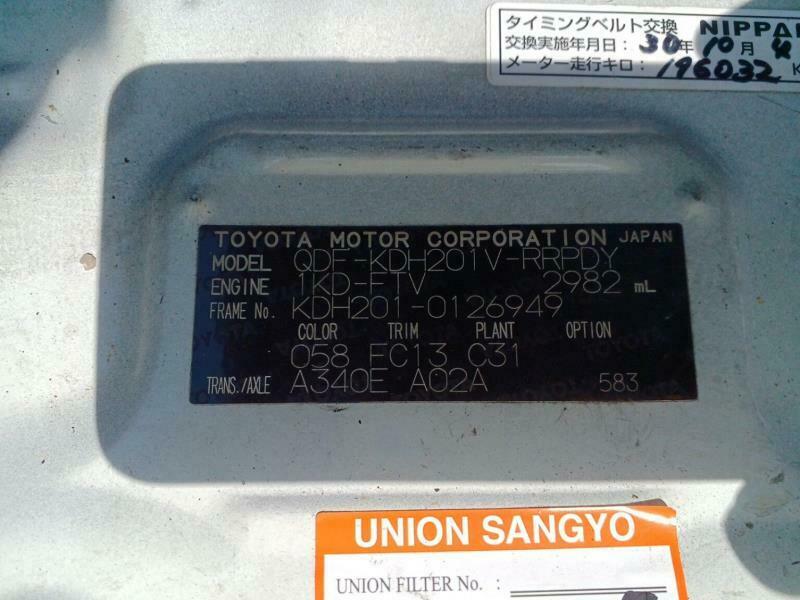 タイミングベルト交換 NIPPA
交換実施年月日：30年10月4
メーター走行キロ：196032 K
TOYOTA MOTOR CORPORATION JAPAN
MODEL QDF-KDH201V-RRPDY
ENGINE 1KD-FTV 2982 mL
FRAME No. KDH201-0126949
COLOR TRIM PLANT OPTION
058 FC13 C31
TRANS./AXLE A340E A02A 583
UNION SANGYO
UNION FILTER No. :